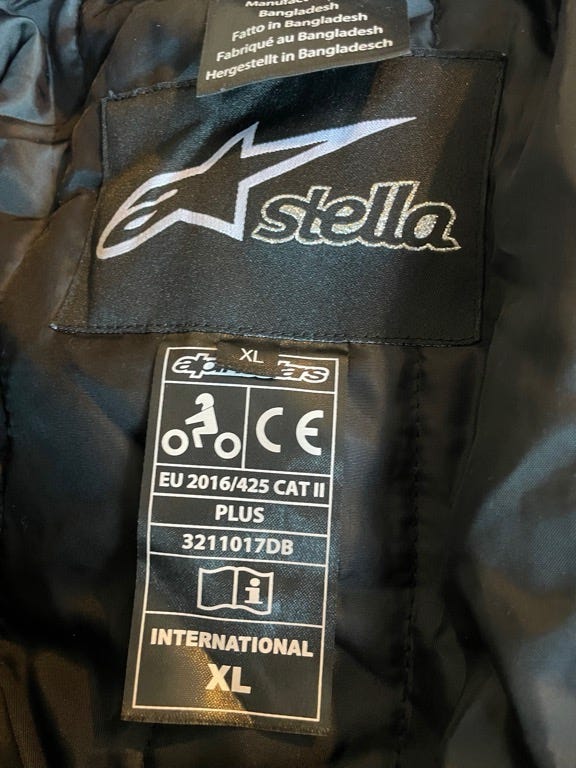 Bangladesh
Fatto in Bangladesh
Fabriqué au Bangladesh
Hergestellt in Bangladesch
stella
XL
CE
EU 2016/425 CAT II
PLUS
3211017DB
i
INTERNATIONAL
XL